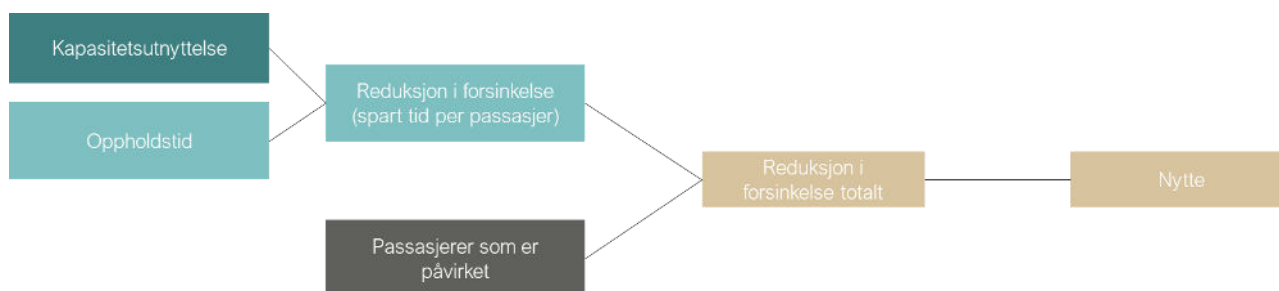 Kapasitetsutnyttelse
Oppholdstid
Reduksjon i forsinkelse
(spart tid per passasjer)
Passasjerer som er
påvirket
Reduksjon i
forsinkelse totalt
Nytte